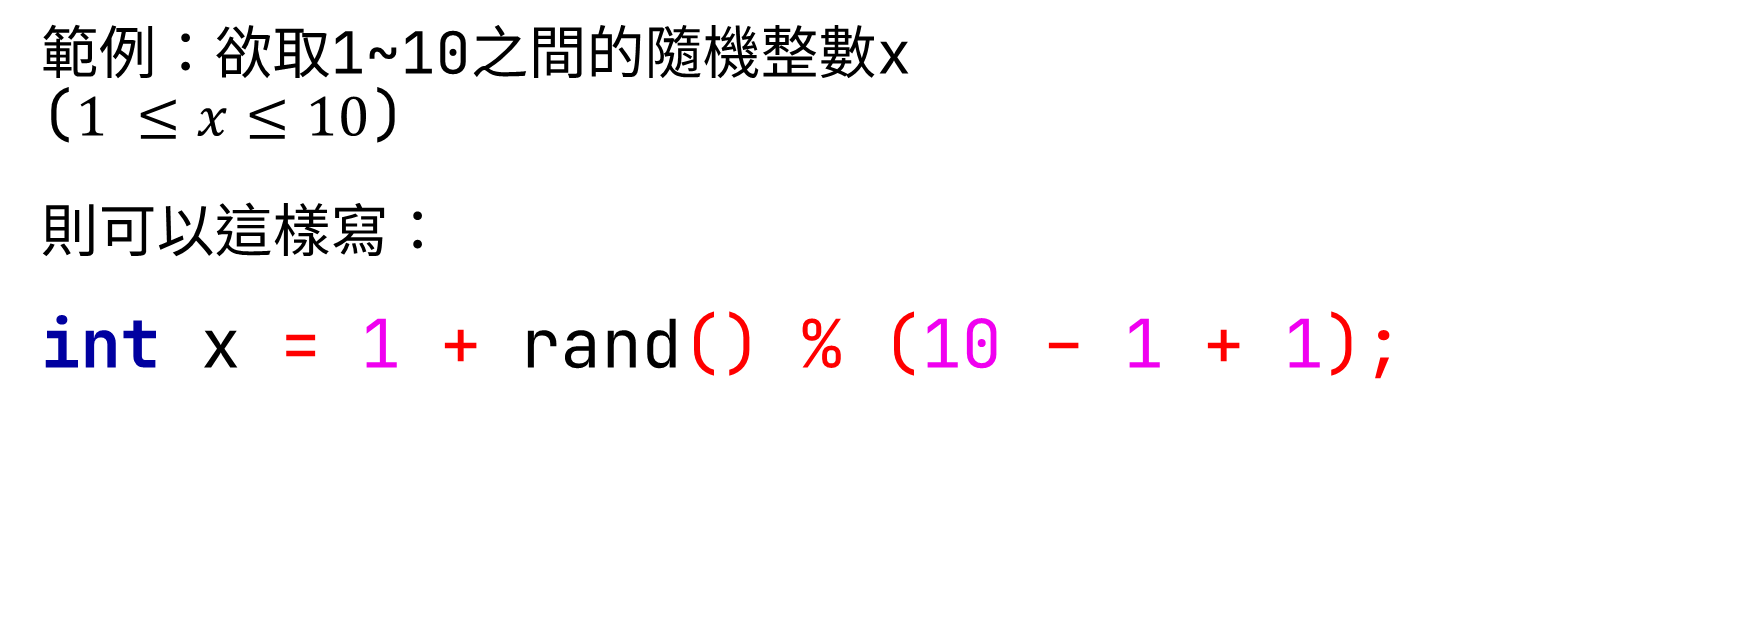 範例：欲取1~10之間的隨機整數x
(1 ≤ x ≤ 10)
則可以這樣寫：
int x = 1 + rand() % (10 - 1 + 1);